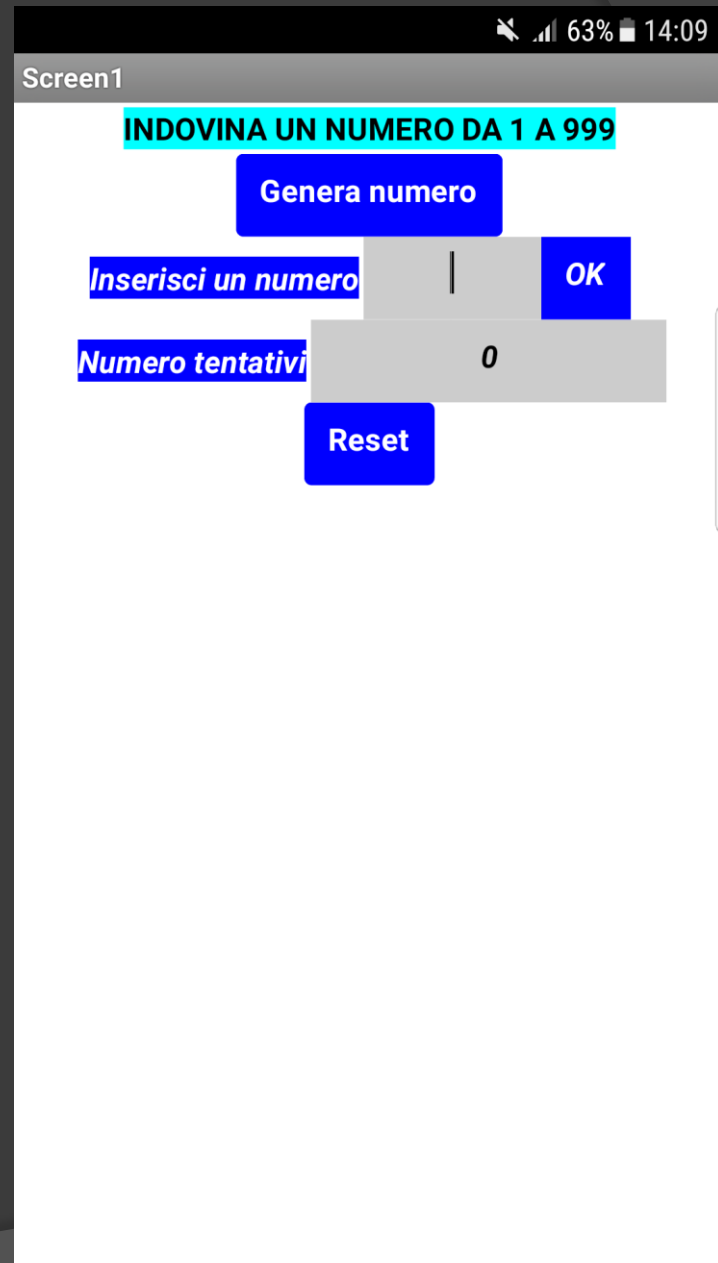 63% 14:09
Screen1
INDOVINA UN NUMERO DA 1 A 999
Genera numero
Inserisci un numero OK
Numero tentativi 0
Reset